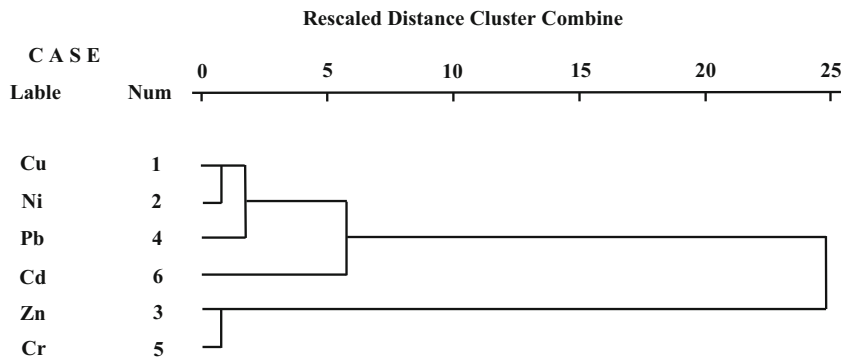 Rescaled Distance Cluster Combine
C A S E
0 5 10 15 20 25
Lable Num
Cu 1
Ni 2
Pb 4
Cd 6
Zn 3
Cr 5